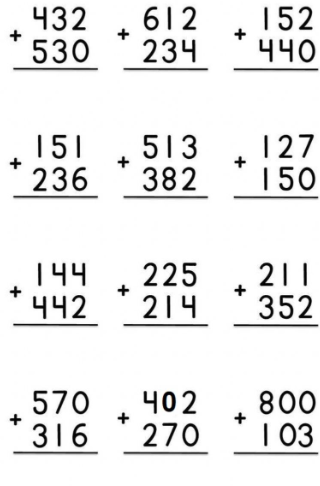 432 612 152
+ 530 + 234 + 440
151 513 127
+ 236 + 382 + 150
144 225 211
+ 442 + 214 + 352
570 402 800
+ 316 + 270 + 103